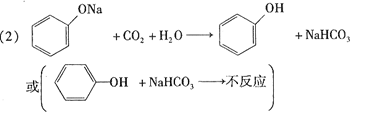 ONa OH
(2) + CO₂ + H₂O ⟶ + NaHCO₃
或( —OH + NaHCO₃ ⟶不反应)